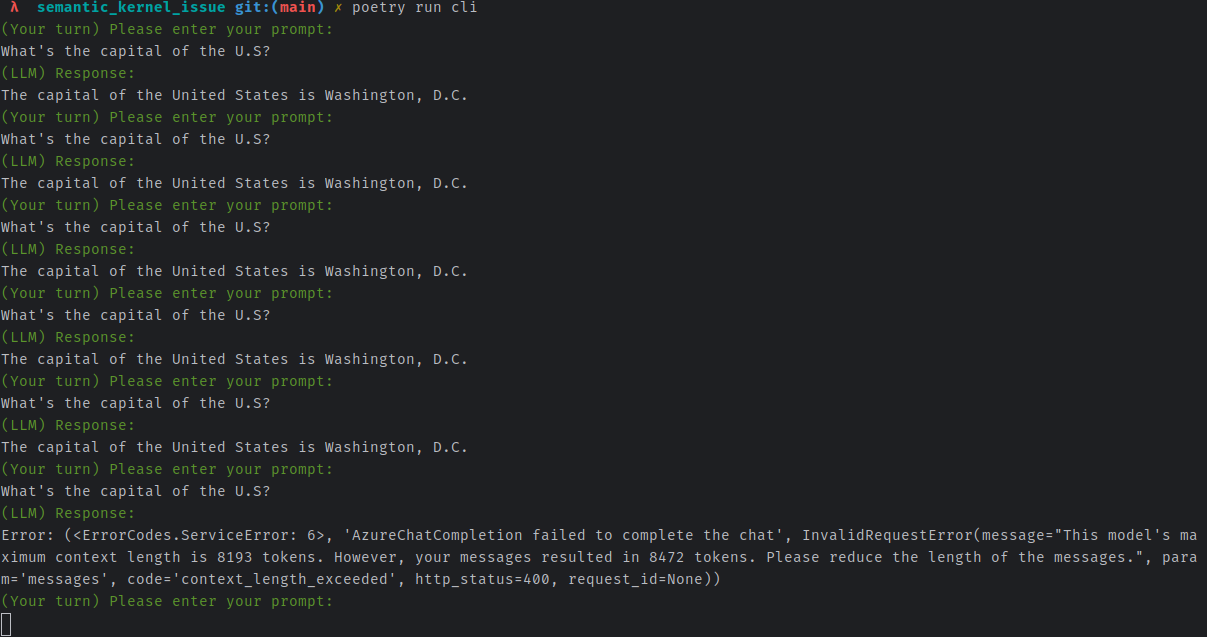 λ semantic_kernel_issue git:(main) ✗ poetry run cli
(Your turn) Please enter your prompt:
What's the capital of the U.S?
(LLM) Response:
The capital of the United States is Washington, D.C.
(Your turn) Please enter your prompt:
What's the capital of the U.S?
(LLM) Response:
The capital of the United States is Washington, D.C.
(Your turn) Please enter your prompt:
What's the capital of the U.S?
(LLM) Response:
The capital of the United States is Washington, D.C.
(Your turn) Please enter your prompt:
What's the capital of the U.S?
(LLM) Response:
The capital of the United States is Washington, D.C.
(Your turn) Please enter your prompt:
What's the capital of the U.S?
(LLM) Response:
The capital of the United States is Washington, D.C.
(Your turn) Please enter your prompt:
What's the capital of the U.S?
(LLM) Response:
Error: (<ErrorCodes.ServiceError: 6>, 'AzureChatCompletion failed to complete the chat', InvalidRequestError(message="This model's ma
ximum context length is 8193 tokens. However, your messages resulted in 8472 tokens. Please reduce the length of the messages.", para
m='messages', code='context_length_exceeded', http_status=400, request_id=None))
(Your turn) Please enter your prompt: